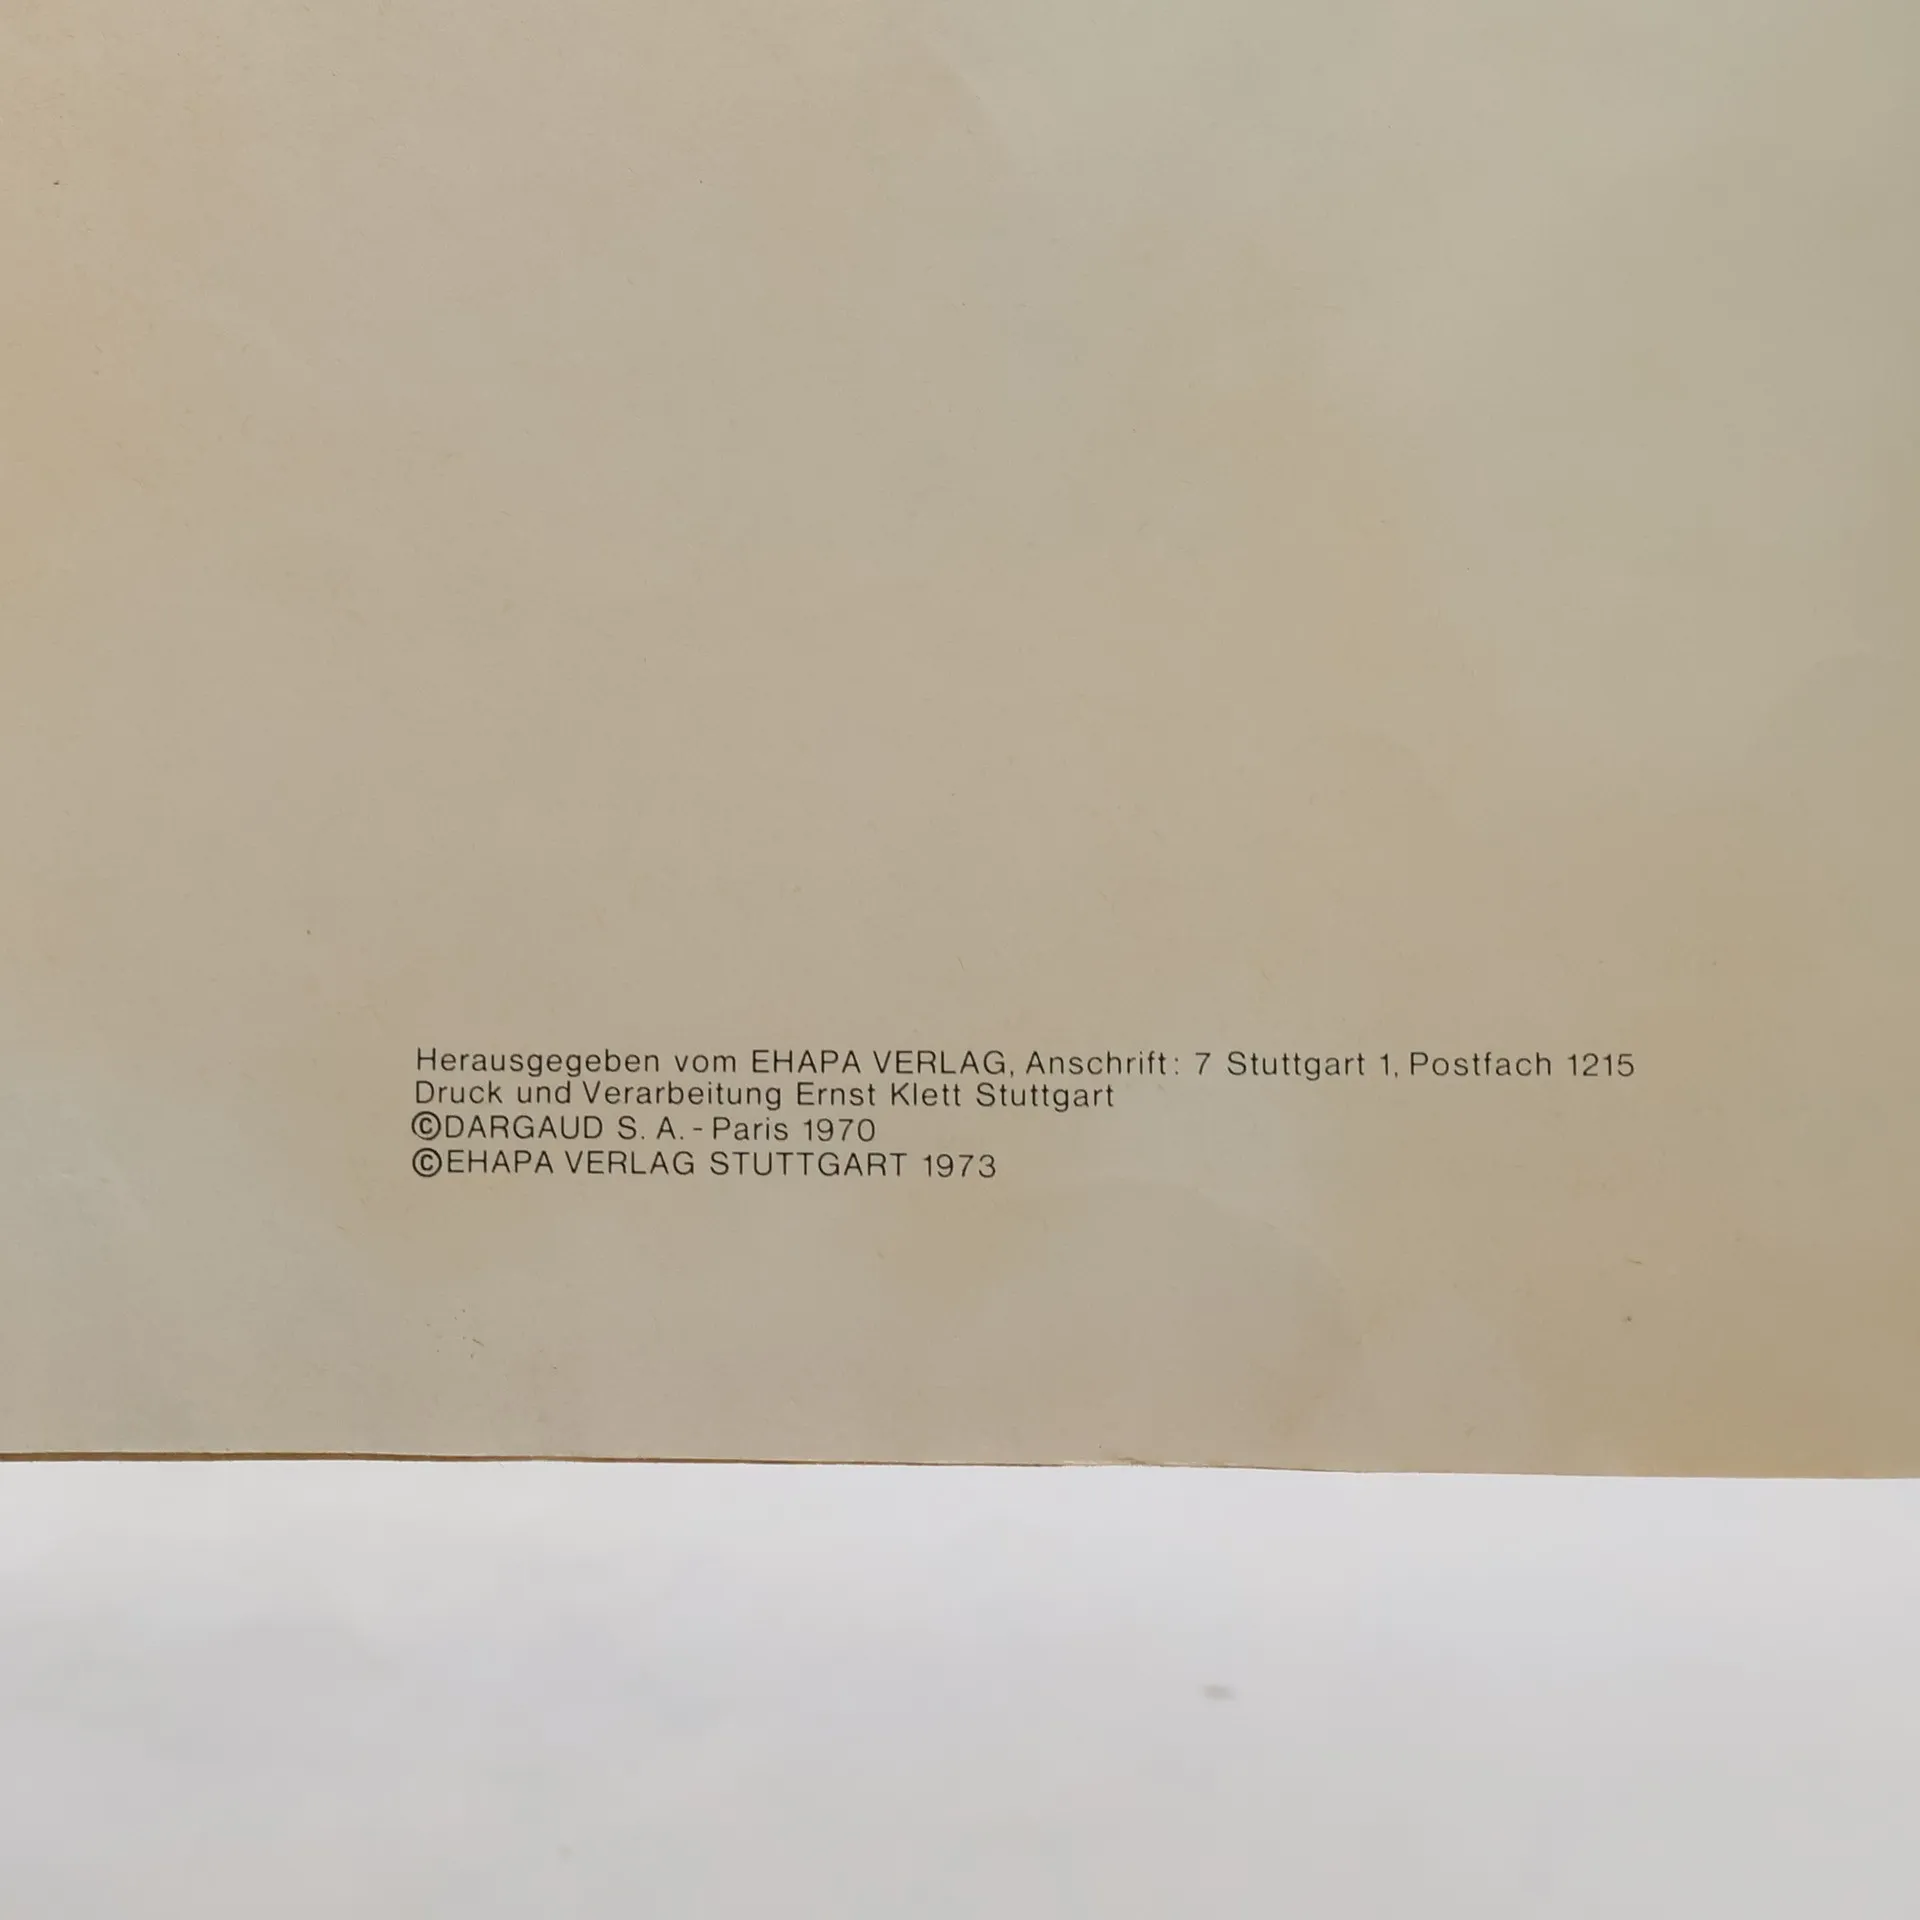 Herausgegeben vom EHAPA VERLAG, Anschrift: 7 Stuttgart 1, Postfach 1215
Druck und Verarbeitung Ernst Klett Stuttgart
©DARGAUD S. A. - Paris 1970
©EHAPA VERLAG STUTTGART 1973